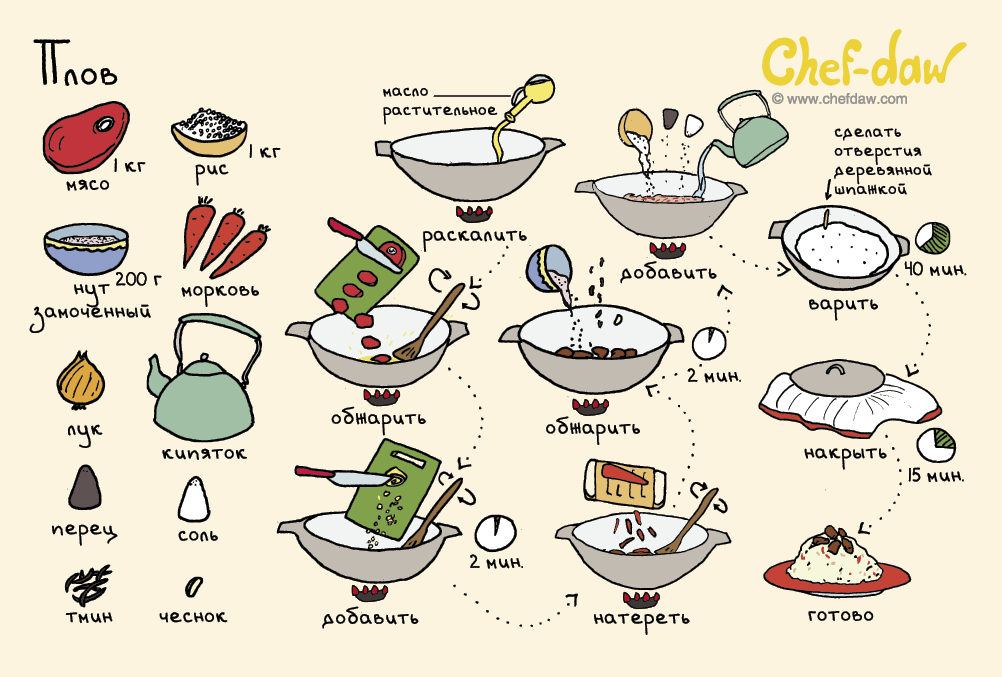 Плов
Chef-daw
© www.chefdaw.com
1 кг
мясо
1 кг
рис
200 г
нут
замоченный
морковь
лук
кипяток
перец
соль
тмин
чеснок
масло
растительное
раскалить
обжарить
добавить
2 мин.
натереть
обжарить
2 мин.
добавить
сделать
отверстия
деревянной
шпажкой
40 мин.
варить
накрыть
15 мин.
готово